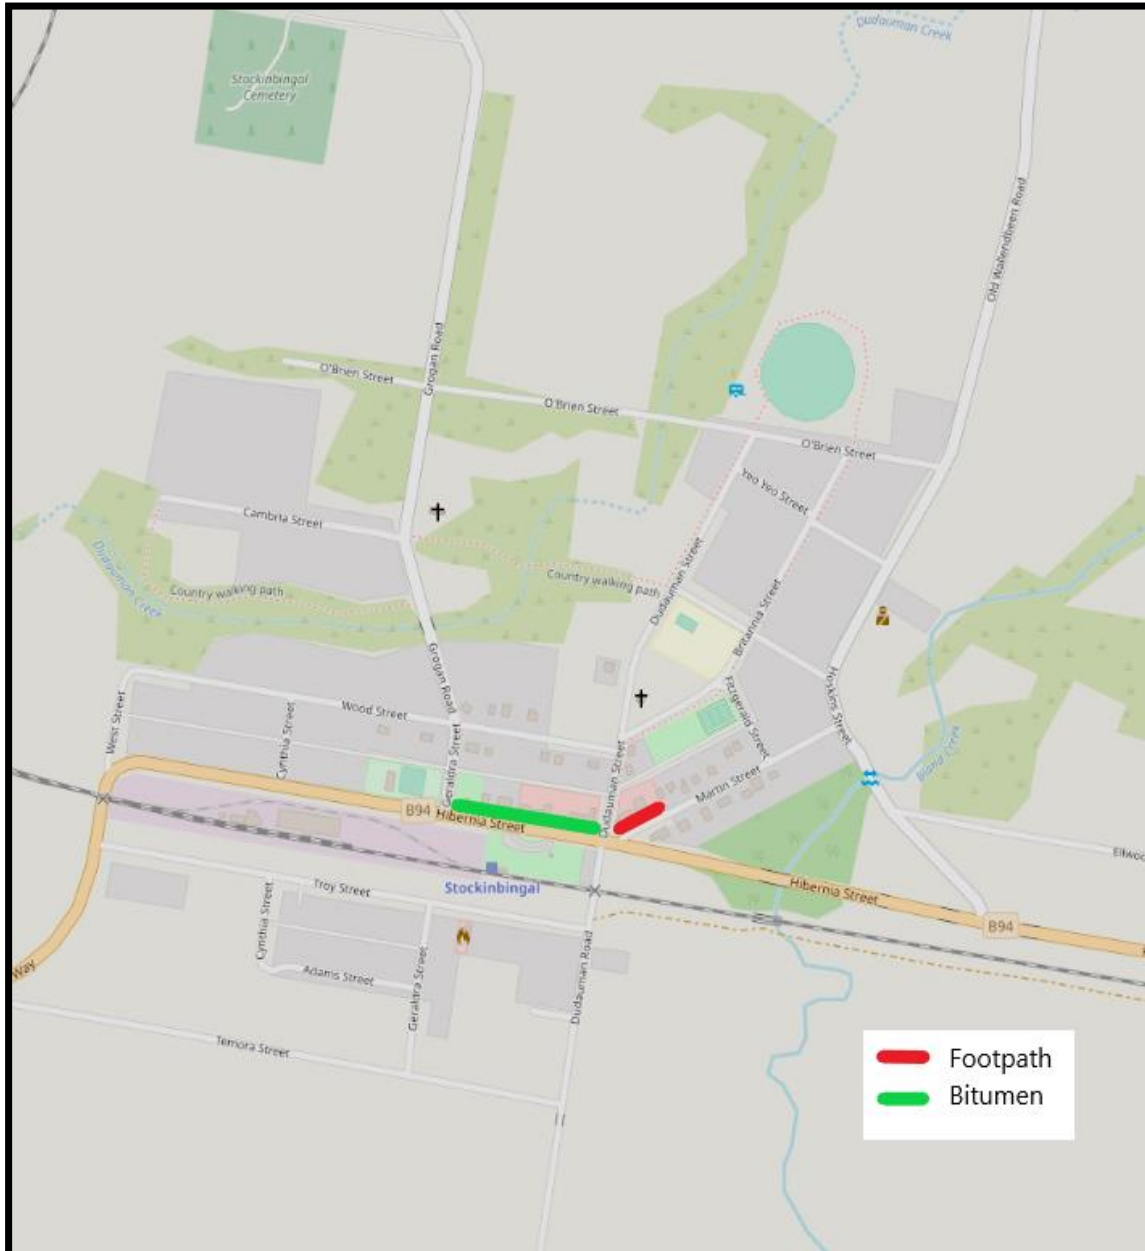 Dudauman Creek
Stockinbingal
Cemetery
Old Wallendbeen Road
Grogan Road
O'Brien Street
O'Brien Street
O'Brien Street
Yeo Yeo Street
Cambria Street
Dudauman Creek
Country walking path
Country walking path
Dudauman Street
Britannia Street
Grogan Road
Fitzgerald Street
Hoskins Street
West Street
Cynthia Street
Wood Street
Geraldra Street
Dudauman Street
Martin Street
Bland Creek
B94
Hibernia Street
Stockinbingal
Troy Street
Hibernia Street
B94
Way
Cynthia Street
Adams Street
Geraldra Street
Dudauman Road
Temora Street
Footpath
Bitumen